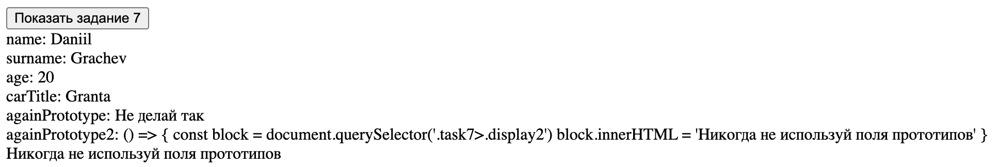 Показать задание 7
name: Daniil
surname: Grachev
age: 20
carTitle: Granta
againPrototype: Не делай так
againPrototype2: () => { const block = document.querySelector('.task7>.display2') block.innerHTML = 'Никогда не используй поля прототипов' }
Никогда не используй поля прототипов